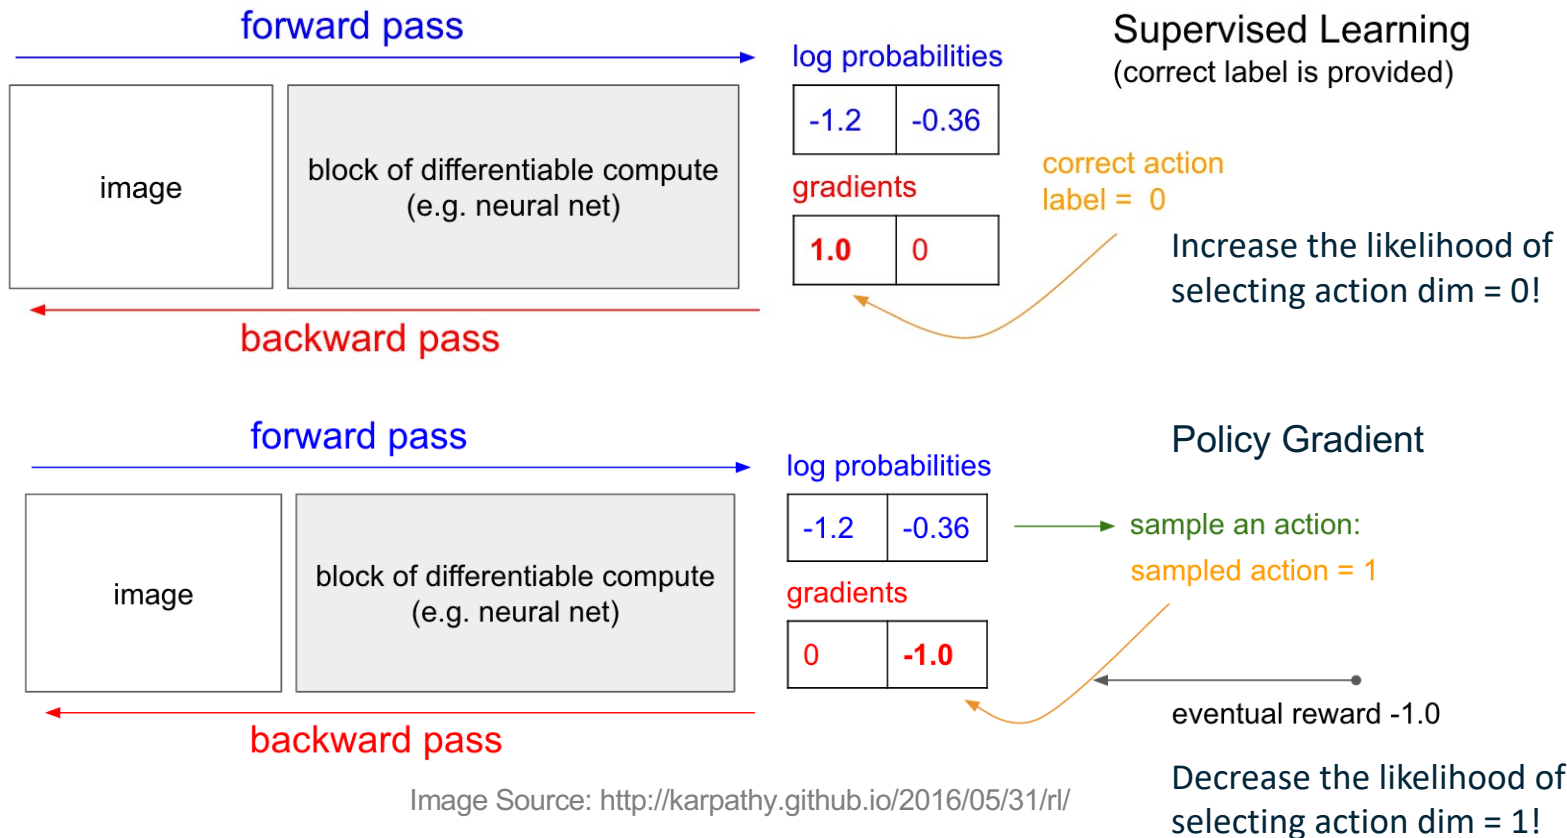 forward pass
Supervised Learning
(correct label is provided)
log probabilities
-1.2 -0.36
image
block of differentiable compute
(e.g. neural net)
gradients
1.0 0
correct action
label = 0
Increase the likelihood of
selecting action dim = 0!
backward pass
forward pass
Policy Gradient
log probabilities
-1.2 -0.36
sample an action:
sampled action = 1
image
block of differentiable compute
(e.g. neural net)
gradients
0 -1.0
eventual reward -1.0
backward pass
Decrease the likelihood of
selecting action dim = 1!
Image Source: http://karpathy.github.io/2016/05/31/rl/